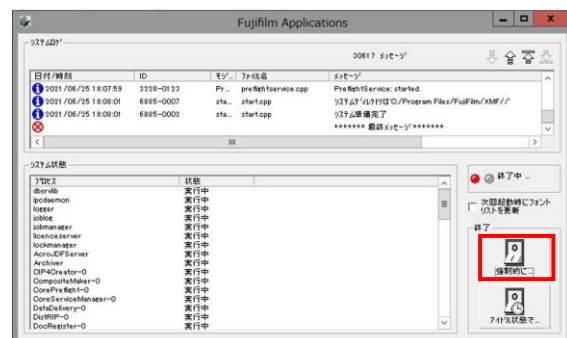 Fujifilm Applications
システムログ
30617 メッセージ
日付/時刻 ID モジ... ファイル名 メッセージ
2021/06/25 18:07:59 3228-0123 Pr... preflightservice.cpp PreflightService: started.
2021/06/25 18:08:01 6885-0007 sta... start.cpp システムディレクトリは'D:/Program Files/FujiFilm/XMF//'
2021/06/25 18:08:01 6885-0002 sta... start.cpp システム準備完了
******* 最終メッセージ*******
システム状態
プロセス 状態
dbsrvlib 実行中
ipcdaemon 実行中
logger 実行中
joblog 実行中
jobmanager 実行中
licenceserver 実行中
lockmanager 実行中
AcroJDFServer 実行中
Archiver 実行中
CIP4Creator-0 実行中
CompositeMaker-0 実行中
CorePreflight-0 実行中
CoreServiceManager-0 実行中
DataDelivery-0 実行中
DistRIP-0 実行中
DocRegister-0 実行中
終了中 ...
次回起動時にフォント
リストを更新
終了
強制的に...
アイドル状態で...